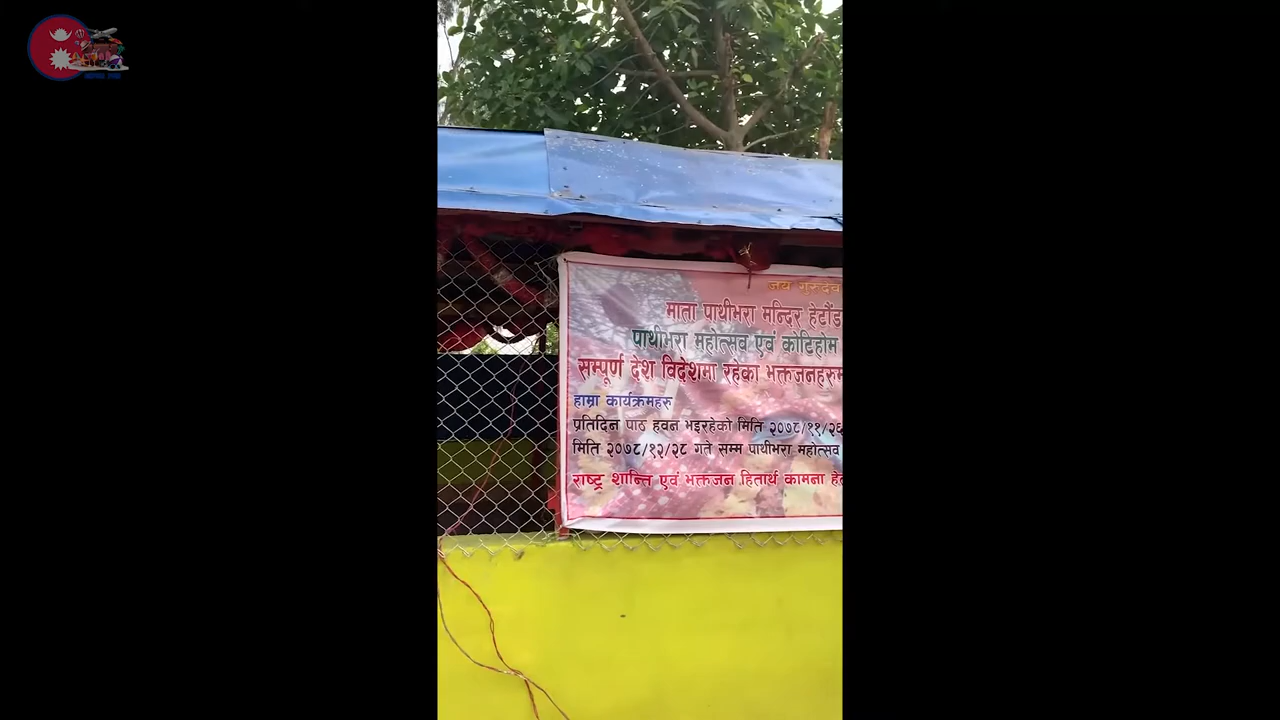 जय गुरुदेव
माता पाथीभरा मन्दिर हेटौंड
पाथीभरा महोत्सव एवं कोटिहोम
सम्पूर्ण देश विदेशमा रहेका भक्तजनहरुम
हाम्रा कार्यक्रमहरु
प्रतिदिन पाठ हवन भइरहेको मिति २०७८/११/२६
मिति २०७८/१२/२८ गते सम्म पाथीभरा महोत्सव
राष्ट्र शान्ति एवं भक्तजन हितार्थ कामना हेत